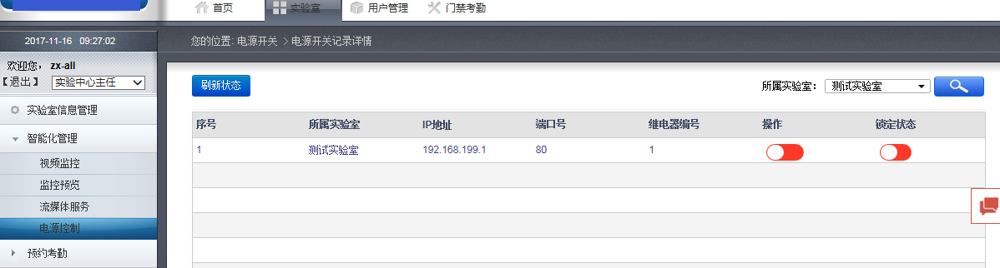 首页 实验室 用户管理 门禁考勤
2017-11-16 09:27:02
您的位置: 电源开关 > 电源开关记录详情
欢迎您， zx-all
【退出】 实验中心主任
刷新状态 所属实验室： 测试实验室
实验室信息管理
序号 所属实验室 IP地址 端口号 继电器编号 操作 锁定状态
智能化管理
1 测试实验室 192.168.199.1 80 1
视频监控
监控预览
流媒体服务
电源控制
预约考勤